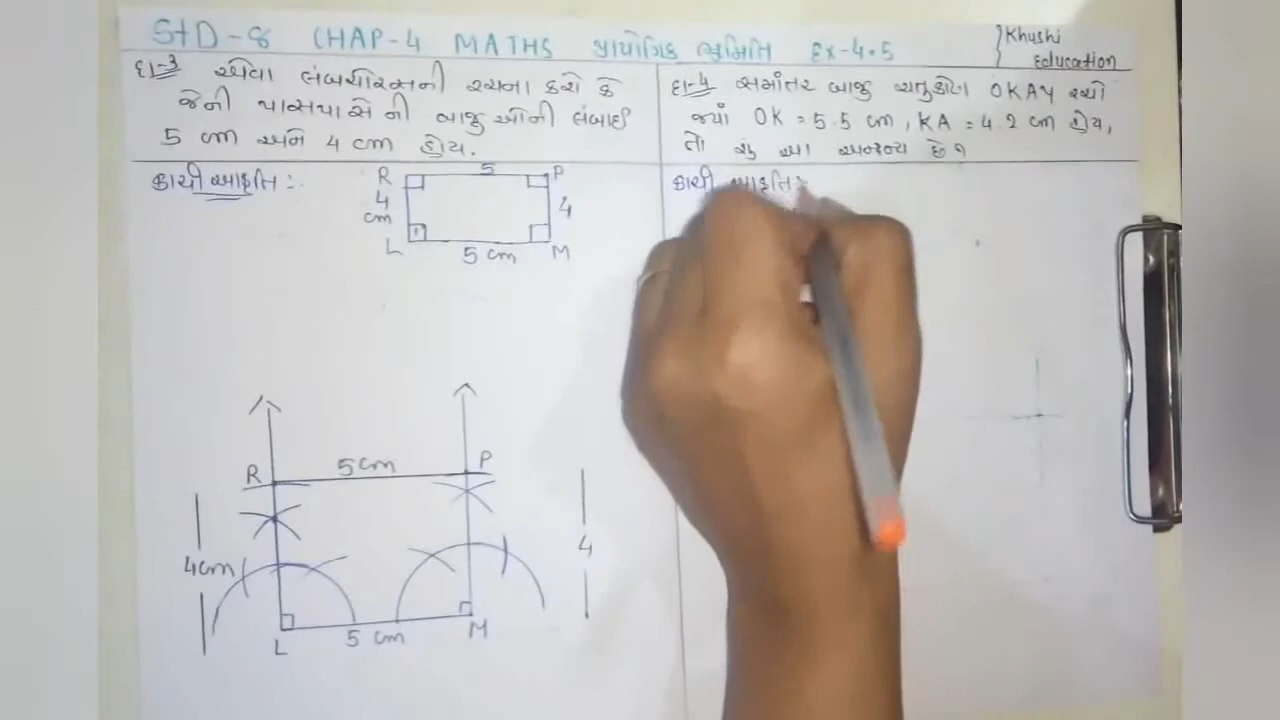 StD-8 CHAP-4 MATHS પ્રાયોગિક ભૂમિતિ Ex-4.5
Khushi
Education
દા-3 એવા લંબચોરસની રચના કરો કે
જેની પાસપાસેની બાજુઓની લંબાઈ
5 cm અને 4 cm હોય.
દા-4 સમાંતર બાજુ ચતુષ્કોણ OKAY રચો
જ્યાં OK = 5.5 cm, KA = 4.2 cm હોય,
તો શું આ અનન્ય છે?
કાચી આકૃતિ :.
R 5 P
4
cm
4
L 5 cm M
કાચી આકૃતિ:
R 5cm P
4cm
4
L 5 cm M